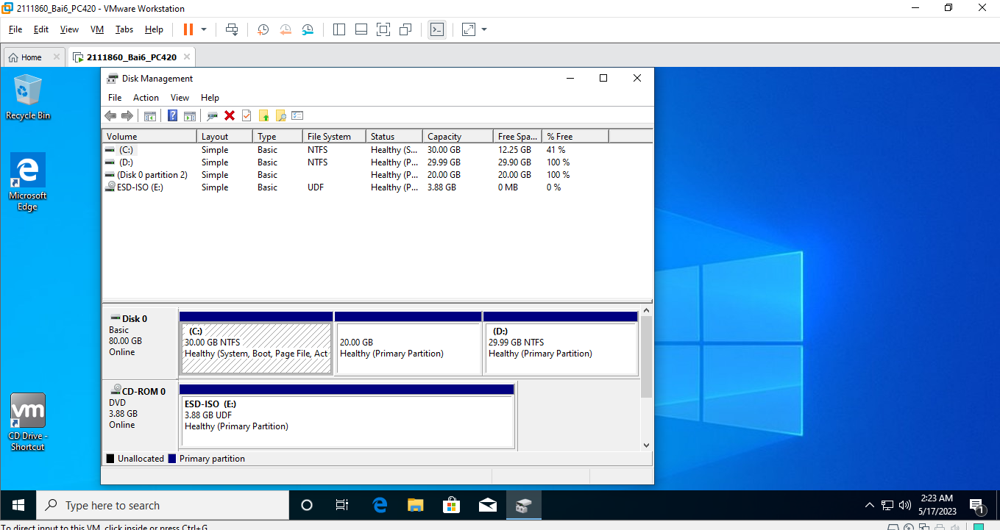 2111860_Bai6_PC420 - VMware Workstation
File Edit View VM Tabs Help
Home 2111860_Bai6_PC420
Recycle Bin
Microsoft
Edge
CD Drive -
Shortcut
Disk Management
File Action View Help
Volume Layout Type File System Status Capacity Free Spa... % Free
(C:) Simple Basic NTFS Healthy (S... 30.00 GB 12.25 GB 41 %
(D:) Simple Basic NTFS Healthy (P... 29.99 GB 29.90 GB 100 %
(Disk 0 partition 2) Simple Basic Healthy (P... 20.00 GB 20.00 GB 100 %
ESD-ISO (E:) Simple Basic UDF Healthy (P... 3.88 GB 0 MB 0 %
Disk 0
Basic
80.00 GB
Online
(C:)
30.00 GB NTFS
Healthy (System, Boot, Page File, Act
20.00 GB
Healthy (Primary Partition)
(D:)
29.99 GB NTFS
Healthy (Primary Partition)
CD-ROM 0
DVD
3.88 GB
Online
ESD-ISO (E:)
3.88 GB UDF
Healthy (Primary Partition)
Unallocated Primary partition
Type here to search
2:23 AM
5/17/2023
1
To direct input to this VM, click inside or press Ctrl+G